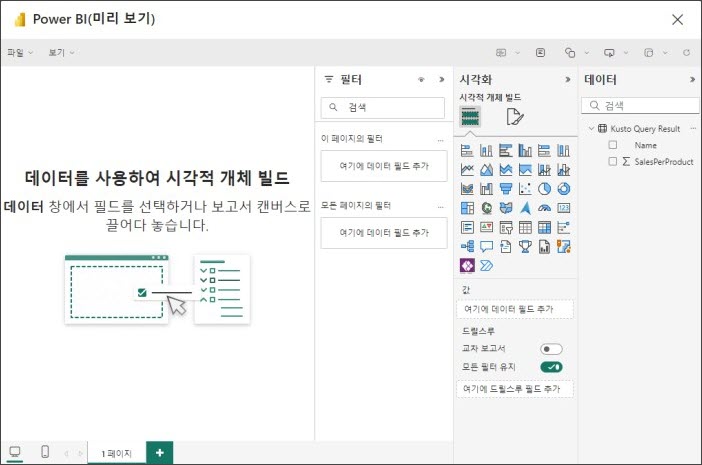 Power BI(미리 보기)
파일 보기
데이터를 사용하여 시각적 개체 빌드
데이터 창에서 필드를 선택하거나 보고서 캔버스로
끌어다 놓습니다.
필터
검색
이 페이지의 필터 ...
여기에 데이터 필드 추가
모든 페이지의 필터 ...
여기에 데이터 필드 추가
시각화
시각적 개체 빌드
123
값
여기에 데이터 필드 추가
드릴스루
교차 보고서
모든 필터 유지
여기에 드릴스루 필드 추가
데이터
검색
Kusto Query Result ...
Name
SalesPerProduct
1 페이지